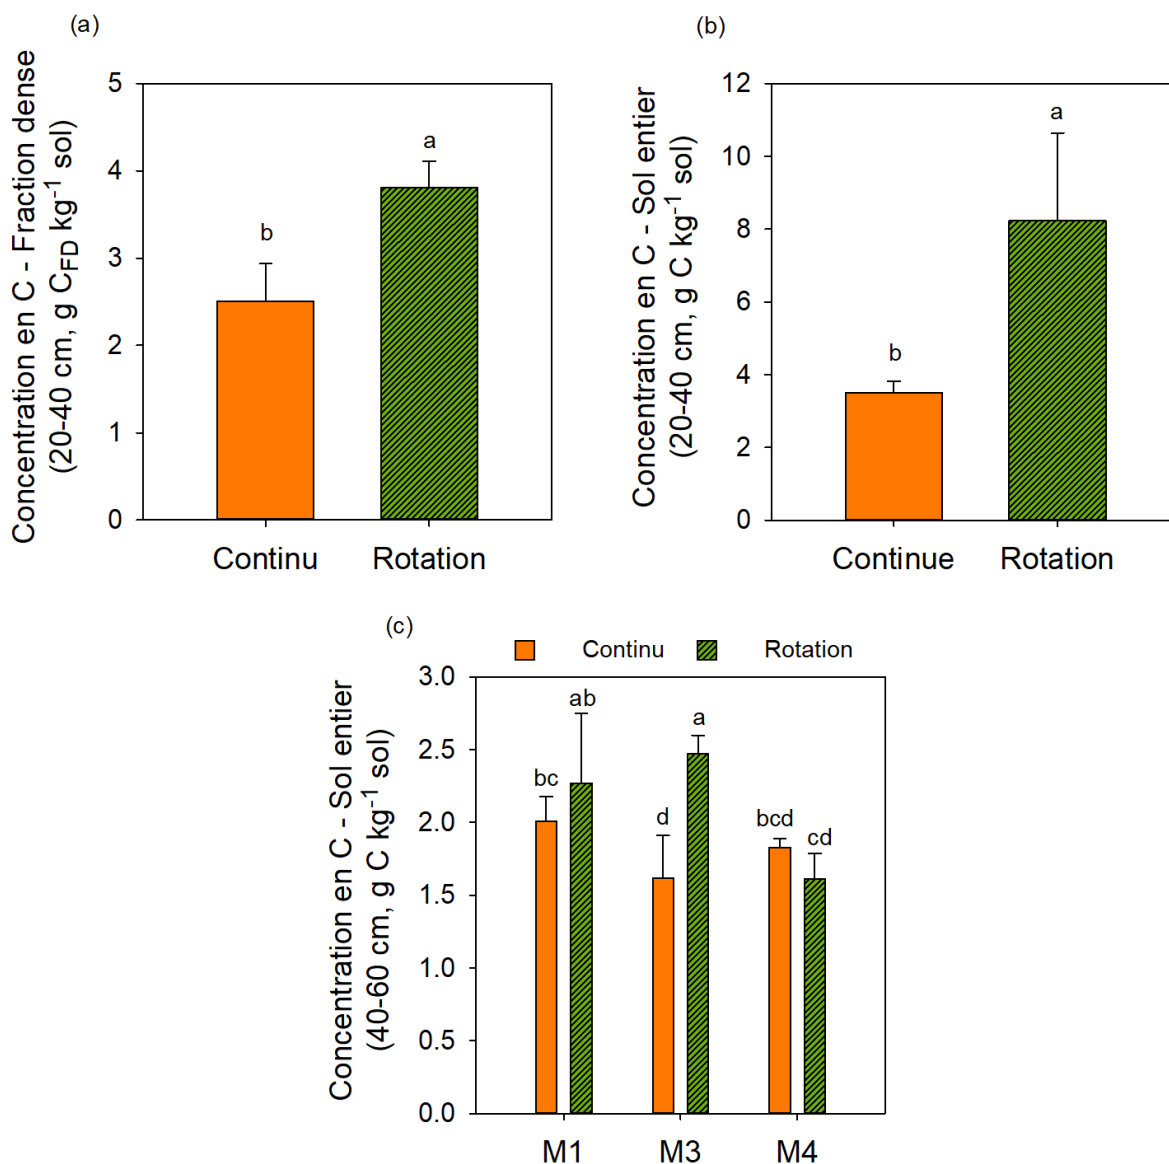 (a)
Concentration en C - Fraction dense
(20-40 cm, g C_FD kg⁻¹ sol)
5
4
3
2
1
0
b
a
Continu
Rotation
(b)
Concentration en C - Sol entier
(20-40 cm, g C kg⁻¹ sol)
12
10
8
6
4
2
0
b
a
Continue
Rotation
(c)
Continu
Rotation
Concentration en C - Sol entier
(40-60 cm, g C kg⁻¹ sol)
3.0
2.5
2.0
1.5
1.0
0.5
0.0
bc
ab
d
a
bcd
cd
M1
M3
M4